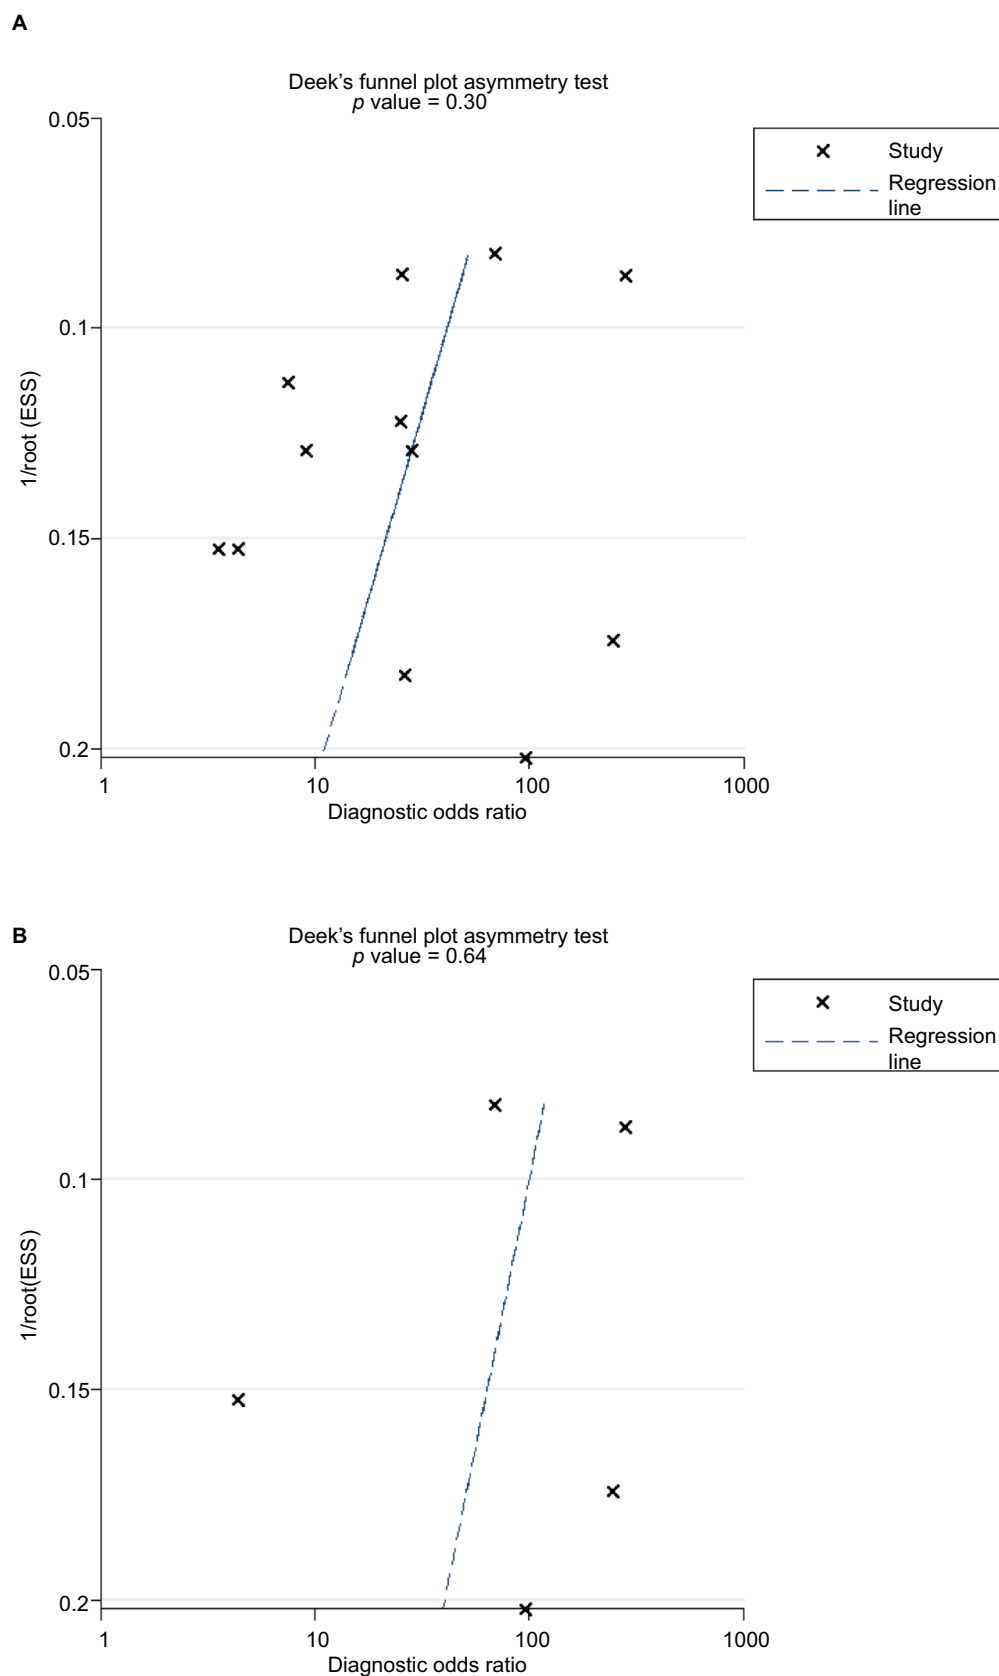 A
Deek’s funnel plot asymmetry test
p value = 0.30
0.05
0.1
0.15
0.2
1/root (ESS)
1
10
100
1000
Diagnostic odds ratio
Study
Regression
line
B
Deek’s funnel plot asymmetry test
p value = 0.64
0.05
0.1
0.15
0.2
1/root(ESS)
1
10
100
1000
Diagnostic odds ratio
Study
Regression
line